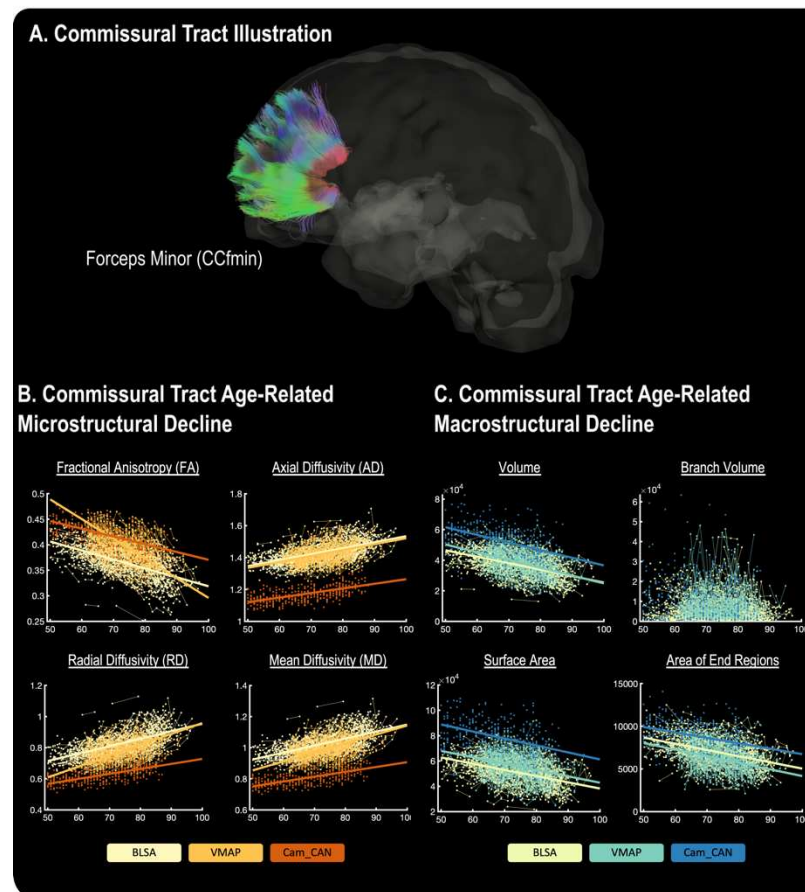 A. Commissural Tract Illustration
Forceps Minor (CCfmin)
B. Commissural Tract Age-Related
Microstructural Decline
Fractional Anisotropy (FA)
0.5
0.45
0.4
0.35
0.3
0.25
50 60 70 80 90 100
Axial Diffusivity (AD)
1.8
1.6
1.4
1.2
1
50 60 70 80 90 100
Radial Diffusivity (RD)
1.2
1
0.8
0.6
0.4
50 60 70 80 90 100
Mean Diffusivity (MD)
1.4
1.2
1
0.8
0.6
50 60 70 80 90 100
BLSA VMAP Cam_CAN
C. Commissural Tract Age-Related
Macrostructural Decline
Volume
×10⁴
8
6
4
2
0
50 60 70 80 90 100
Branch Volume
×10⁴
6
5
4
3
2
1
0
50 60 70 80 90 100
Surface Area
×10⁴
12
10
8
6
4
2
50 60 70 80 90 100
Area of End Regions
15000
10000
5000
0
50 60 70 80 90 100
BLSA VMAP Cam_CAN